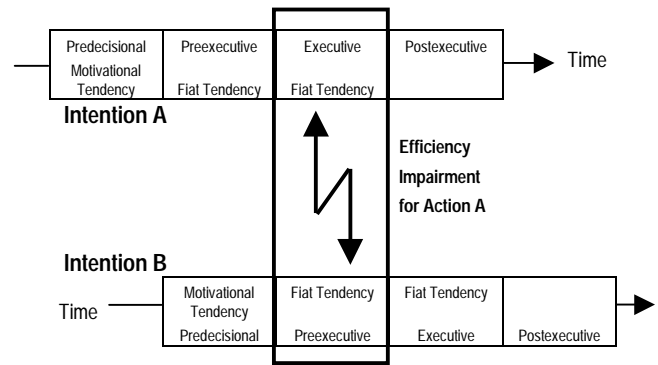 Predecisional Preexecutive Executive Postexecutive
Motivational
Tendency Fiat Tendency Fiat Tendency
Time
Intention A
Efficiency
Impairment
for Action A
Intention B
Time
Motivational
Tendency Fiat Tendency Fiat Tendency
Predecisional Preexecutive Executive Postexecutive